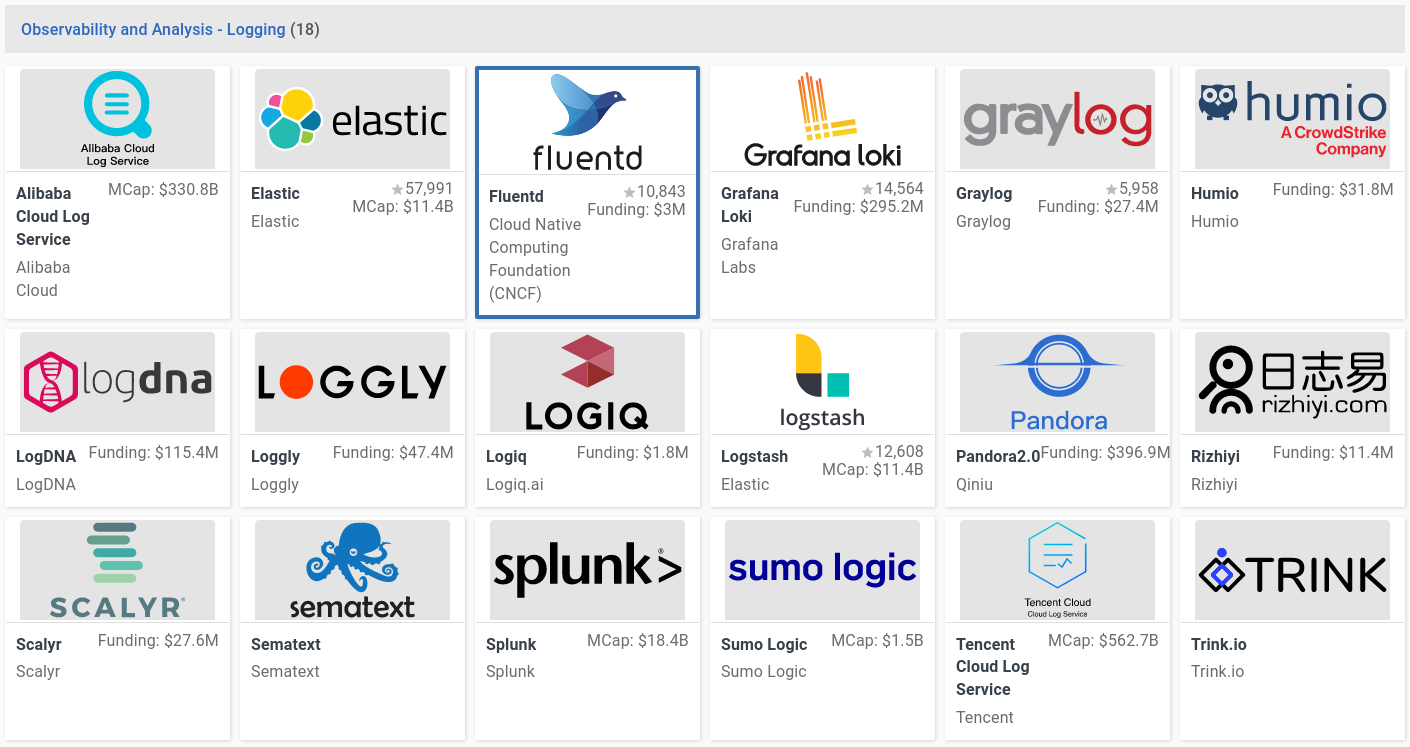 Observability and Analysis - Logging (18)
Alibaba Cloud
Log Service
Alibaba
Cloud Log
Service
MCap: $330.8B
Alibaba
Cloud
elastic
Elastic
★57,991
MCap: $11.4B
Elastic
fluentd
Fluentd
★10,843
Funding: $3M
Cloud Native
Computing
Foundation
(CNCF)
Grafana loki
Grafana
Loki
★14,564
Funding: $295.2M
Grafana
Labs
graylog
Graylog
★5,958
Funding: $27.4M
Graylog
humio
A CrowdStrike
Company
Humio
Funding: $31.8M
Humio
logdna
LogDNA
Funding: $115.4M
LogDNA
LOGGLY
Loggly
Funding: $47.4M
Loggly
LOGIQ
Logiq
Funding: $1.8M
Logiq.ai
logstash
Logstash
★12,608
MCap: $11.4B
Elastic
Pandora
Pandora2.0
Funding: $396.9M
Qiniu
日志易
rizhiyi.com
Rizhiyi
Funding: $11.4M
Rizhiyi
SCALYR®
Scalyr
Funding: $27.6M
Scalyr
sematext
Sematext
Sematext
splunk®>
Splunk
MCap: $18.4B
Splunk
sumo logic
Sumo Logic
MCap: $1.5B
Sumo Logic
Tencent Cloud
Cloud Log Service
Tencent
Cloud Log
Service
MCap: $562.7B
Tencent
TRINK
Trink.io
Trink.io